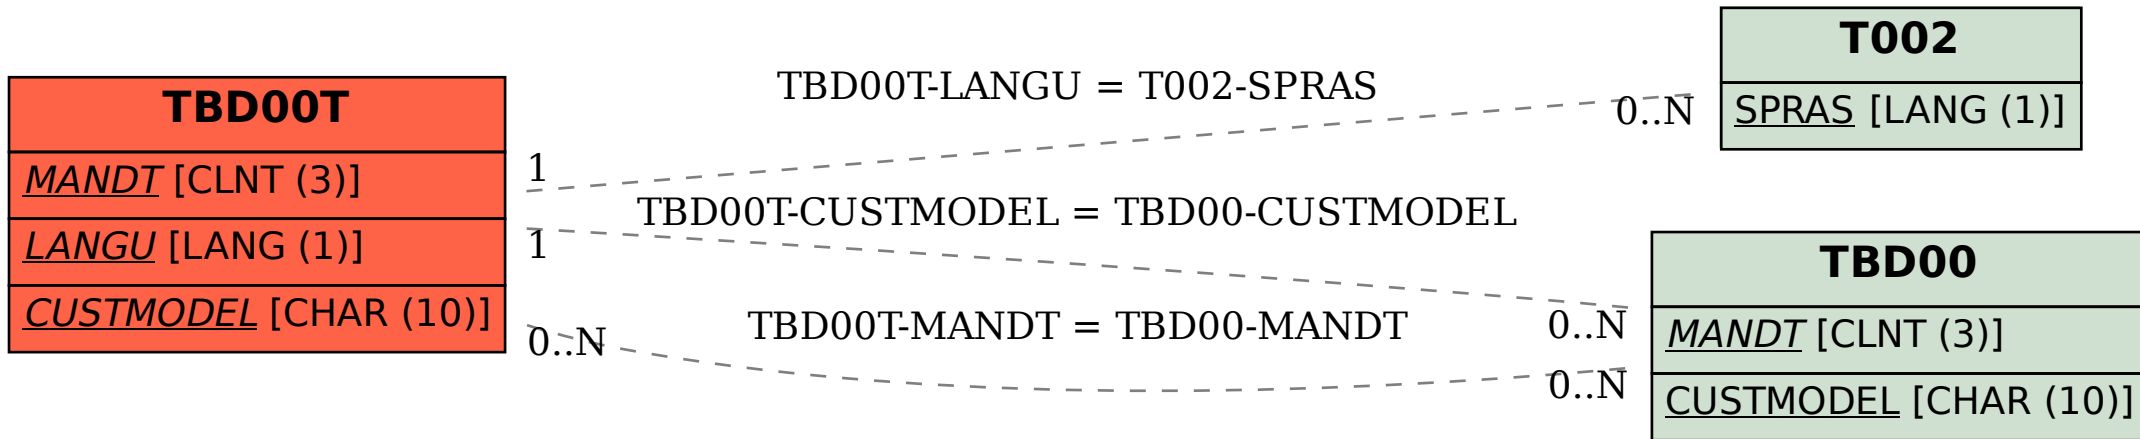 TBD00T
MANDT [CLNT (3)]
LANGU [LANG (1)]
CUSTMODEL [CHAR (10)]
TBD00T-LANGU = T002-SPRAS
1
0..N
TBD00T-CUSTMODEL = TBD00-CUSTMODEL
1
0..N
TBD00T-MANDT = TBD00-MANDT
0..N
0..N
T002
SPRAS [LANG (1)]
TBD00
MANDT [CLNT (3)]
CUSTMODEL [CHAR (10)]